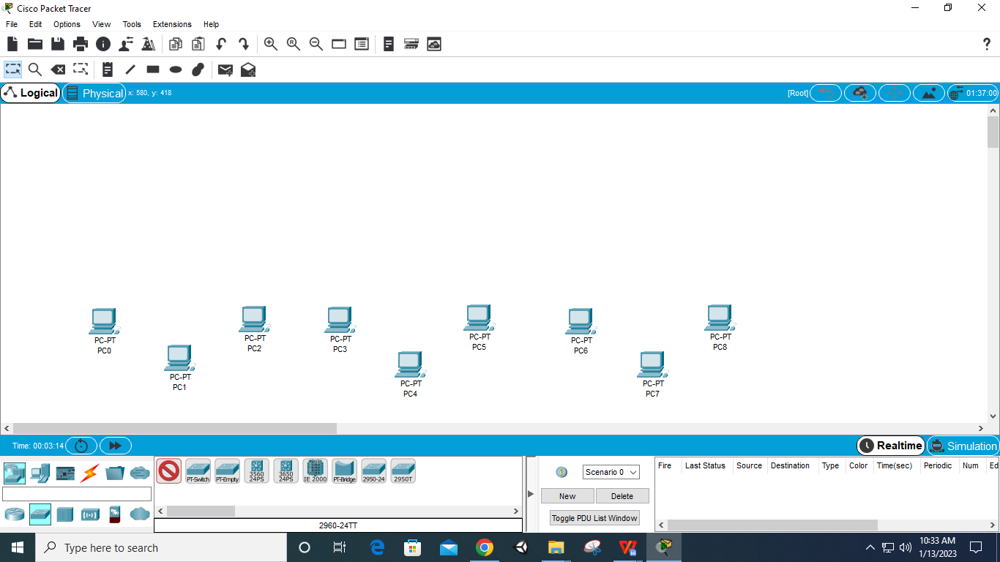 Cisco Packet Tracer
File Edit Options View Tools Extensions Help
Logical Physical x: 580, y: 418 [Root] 01:37:00
PC-PT
PC0
PC-PT
PC1
PC-PT
PC2
PC-PT
PC3
PC-PT
PC4
PC-PT
PC5
PC-PT
PC6
PC-PT
PC7
PC-PT
PC8
Time: 00:03:14 Realtime Simulation
PT-Switch PT-Empty 3560 24PS 3650 24PS IE 2000 PT-Bridge 2950-24 2950T
2960-24TT
Scenario 0
New Delete
Toggle PDU List Window
Fire Last Status Source Destination Type Color Time(sec) Periodic Num Ed
Type here to search
10:33 AM
1/13/2023